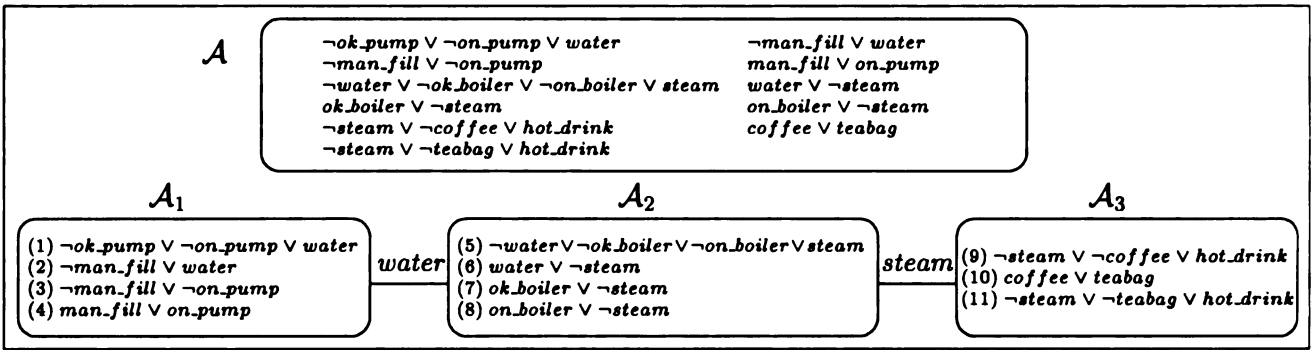 𝒜
¬ok_pump ∨ ¬on_pump ∨ water
¬man_fill ∨ ¬on_pump
¬water ∨ ¬ok_boiler ∨ ¬on_boiler ∨ steam
ok_boiler ∨ ¬steam
¬steam ∨ ¬coffee ∨ hot_drink
¬steam ∨ ¬teabag ∨ hot_drink
¬man_fill ∨ water
man_fill ∨ on_pump
water ∨ ¬steam
on_boiler ∨ ¬steam
coffee ∨ teabag
𝒜₁
(1) ¬ok_pump ∨ ¬on_pump ∨ water
(2) ¬man_fill ∨ water
(3) ¬man_fill ∨ ¬on_pump
(4) man_fill ∨ on_pump
water
𝒜₂
(5) ¬water∨¬ok_boiler∨¬on_boiler∨steam
(6) water ∨ ¬steam
(7) ok_boiler ∨ ¬steam
(8) on_boiler ∨ ¬steam
steam
𝒜₃
(9) ¬steam ∨ ¬coffee ∨ hot_drink
(10) coffee ∨ teabag
(11) ¬steam ∨ ¬teabag ∨ hot_drink